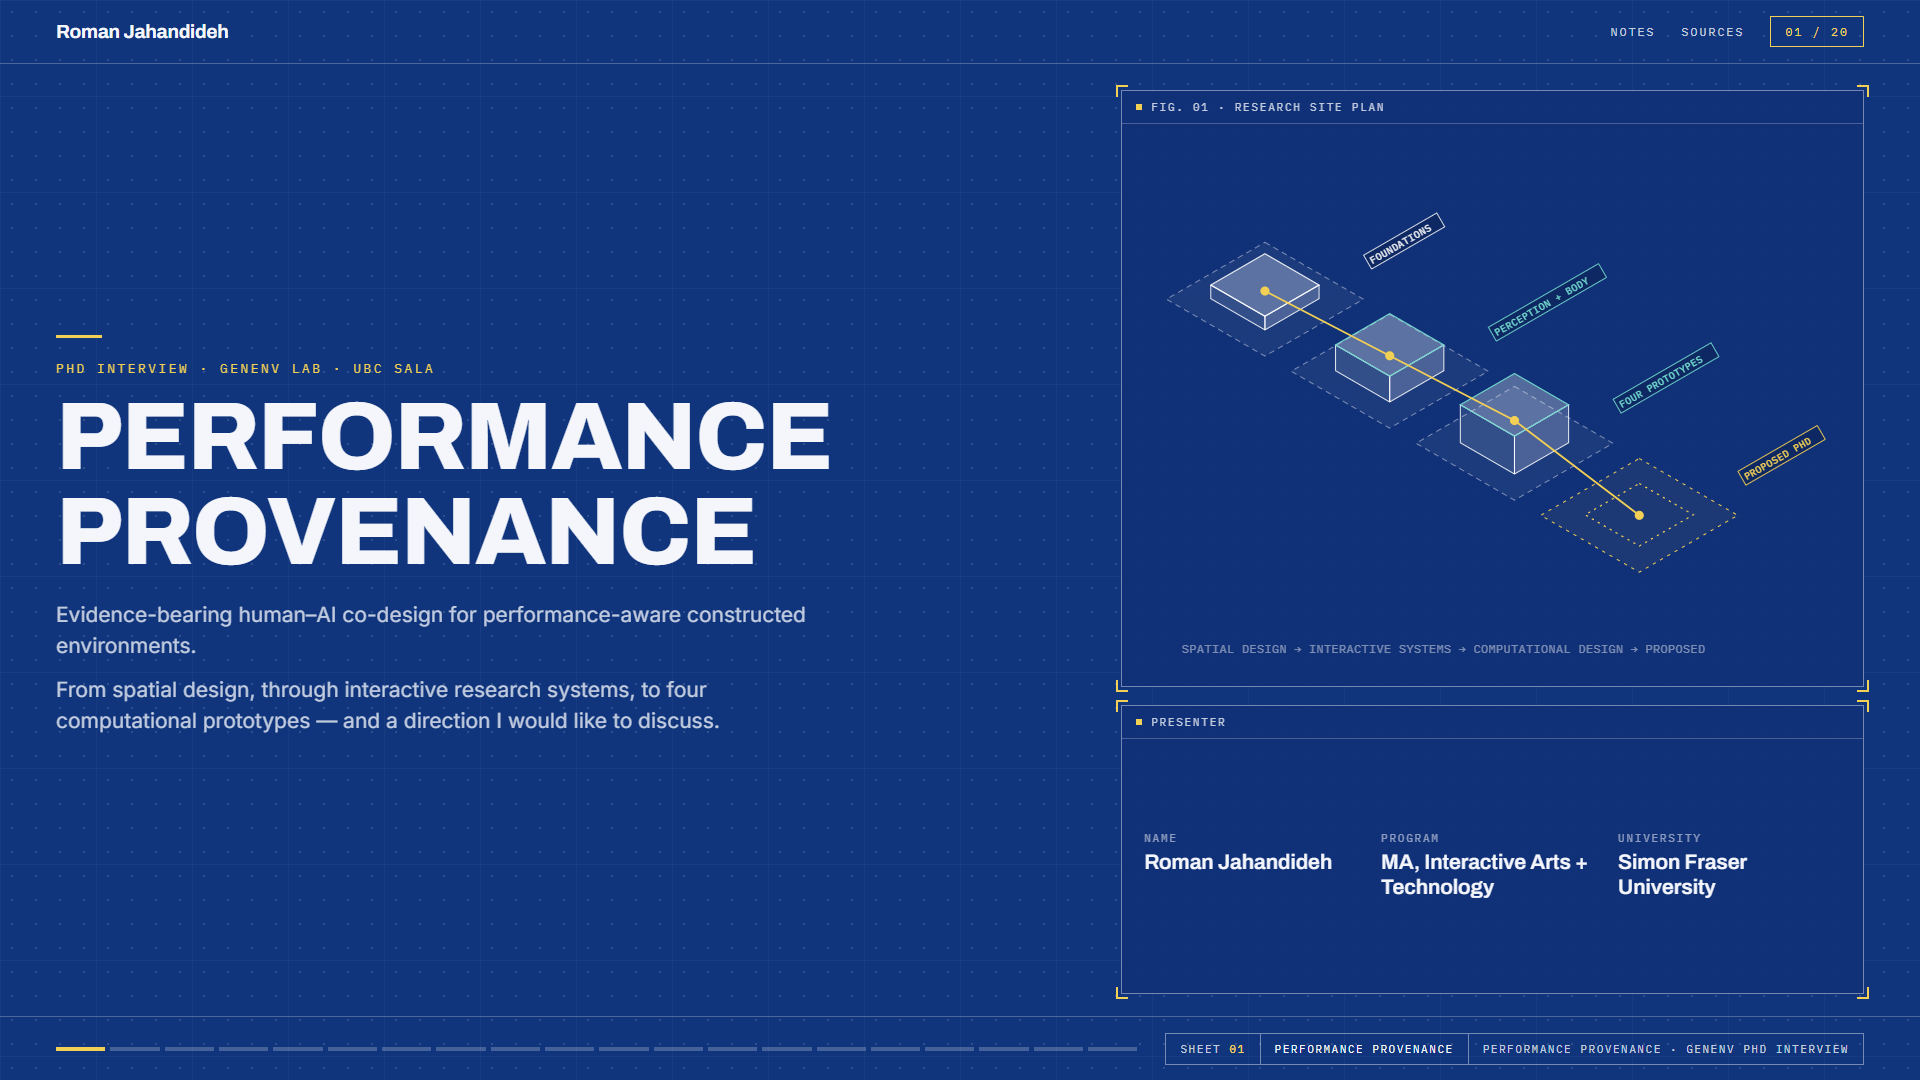 Roman Jahandideh
NOTES
SOURCES
01 / 20
PHD INTERVIEW · GENENV LAB · UBC SALA
PERFORMANCE
PROVENANCE
Evidence-bearing human–AI co-design for performance-aware constructed
environments.
From spatial design, through interactive research systems, to four
computational prototypes — and a direction I would like to discuss.
FIG. 01 · RESEARCH SITE PLAN
FOUNDATIONS
PERCEPTION + BODY
FOUR PROTOTYPES
PROPOSED PHD
SPATIAL DESIGN → INTERACTIVE SYSTEMS → COMPUTATIONAL DESIGN → PROPOSED
PRESENTER
NAME
Roman Jahandideh
PROGRAM
MA, Interactive Arts +
Technology
UNIVERSITY
Simon Fraser
University
SHEET 01
PERFORMANCE PROVENANCE
PERFORMANCE PROVENANCE · GENENV PHD INTERVIEW